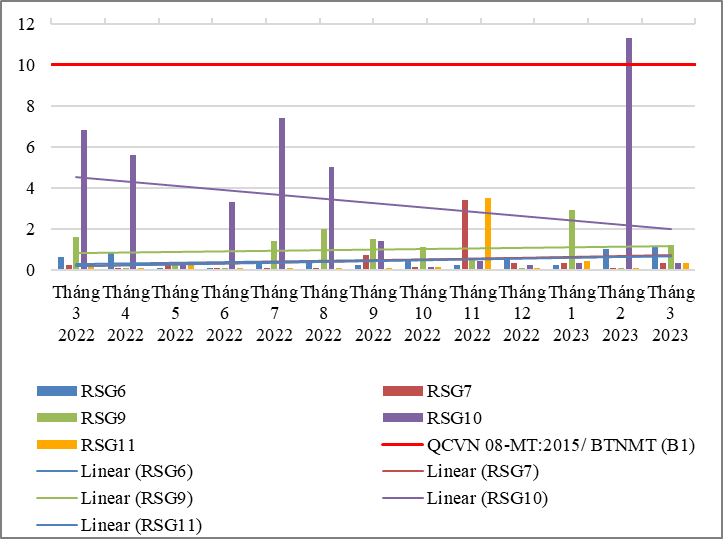 12
10
8
6
4
2
0
Tháng Tháng Tháng Tháng Tháng Tháng Tháng Tháng Tháng Tháng Tháng Tháng Tháng
3 4 5 6 7 8 9 10 11 12 1 2 3
2022 2022 2022 2022 2022 2022 2022 2022 2022 2022 2023 2023 2023
RSG6 RSG7
RSG9 RSG10
RSG11 QCVN 08-MT:2015/ BTNMT (B1)
Linear (RSG6) Linear (RSG7)
Linear (RSG9) Linear (RSG10)
Linear (RSG11)